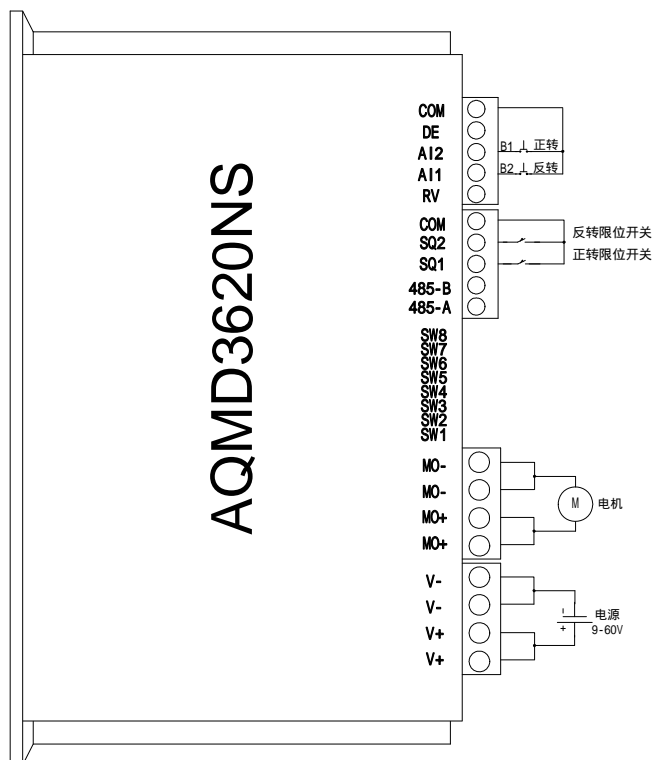 AQMD3620NS
COM
DE
AI2
AI1
RV
B1 正转
B2 反转
COM
SQ2
SQ1
485-B
485-A
反转限位开关
正转限位开关
SW8
SW7
SW6
SW5
SW4
SW3
SW2
SW1
MO-
MO-
MO+
MO+
M 电机
V-
V-
V+
V+
- 电源
+ 9-60V